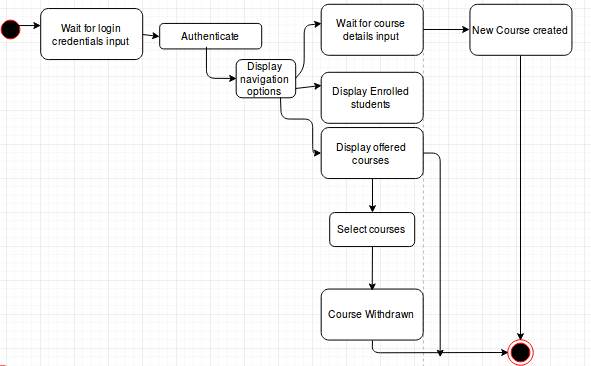 Wait for login
credentials input
Authenticate
Display
navigation
options
Wait for course
details input
New Course created
Display Enrolled
students
Display offered
courses
Select courses
Course Withdrawn